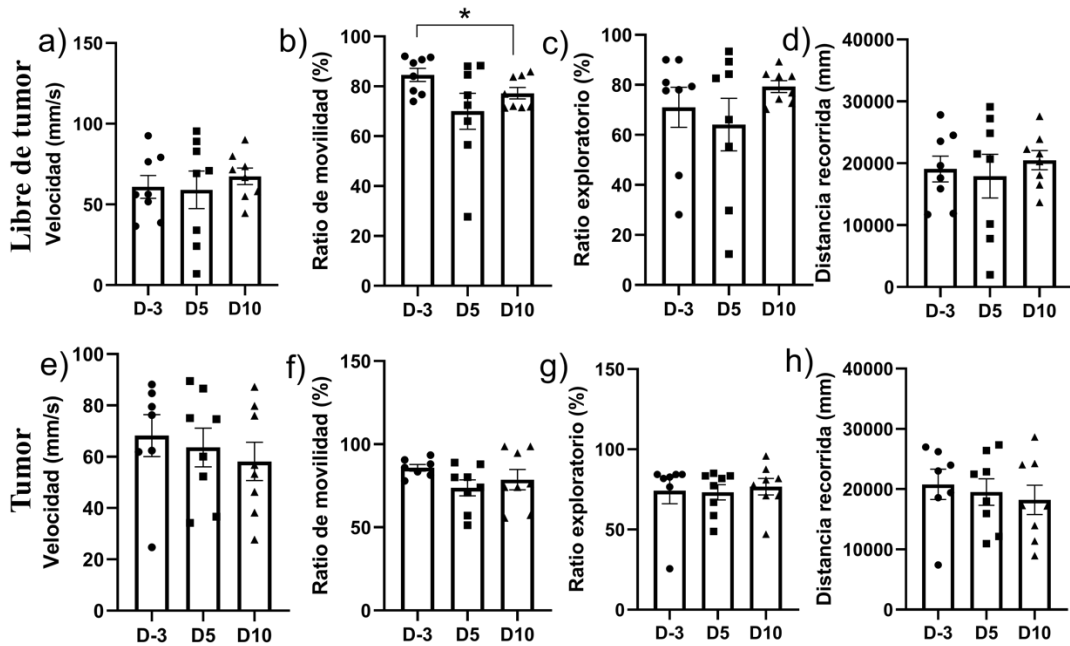 Libre de tumor
a)
Velocidad (mm/s)
150
100
50
0
D-3 D5 D10
b)
Ratio de movilidad (%)
100
80
60
40
20
0
*
D-3 D5 D10
c)
Ratio exploratorio (%)
100
80
60
40
20
0
D-3 D5 D10
d)
Distancia recorrida (mm)
40000
30000
20000
10000
0
D-3 D5 D10
Tumor
e)
Velocidad (mm/s)
100
80
60
40
20
0
D-3 D5 D10
f)
Ratio de movilidad (%)
150
100
50
0
D-3 D5 D10
g)
Ratio exploratorio (%)
150
100
50
0
D-3 D5 D10
h)
Distancia recorrida (mm)
40000
30000
20000
10000
0
D-3 D5 D10